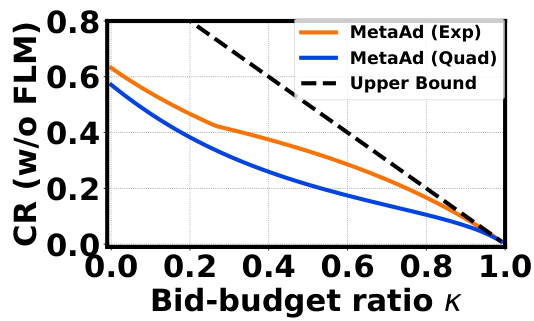 CR (w/o FLM)
0.8
0.6
0.4
0.2
0.0
MetaAd (Exp)
MetaAd (Quad)
Upper Bound
0.0 0.2 0.4 0.6 0.8 1.0
Bid-budget ratio κ